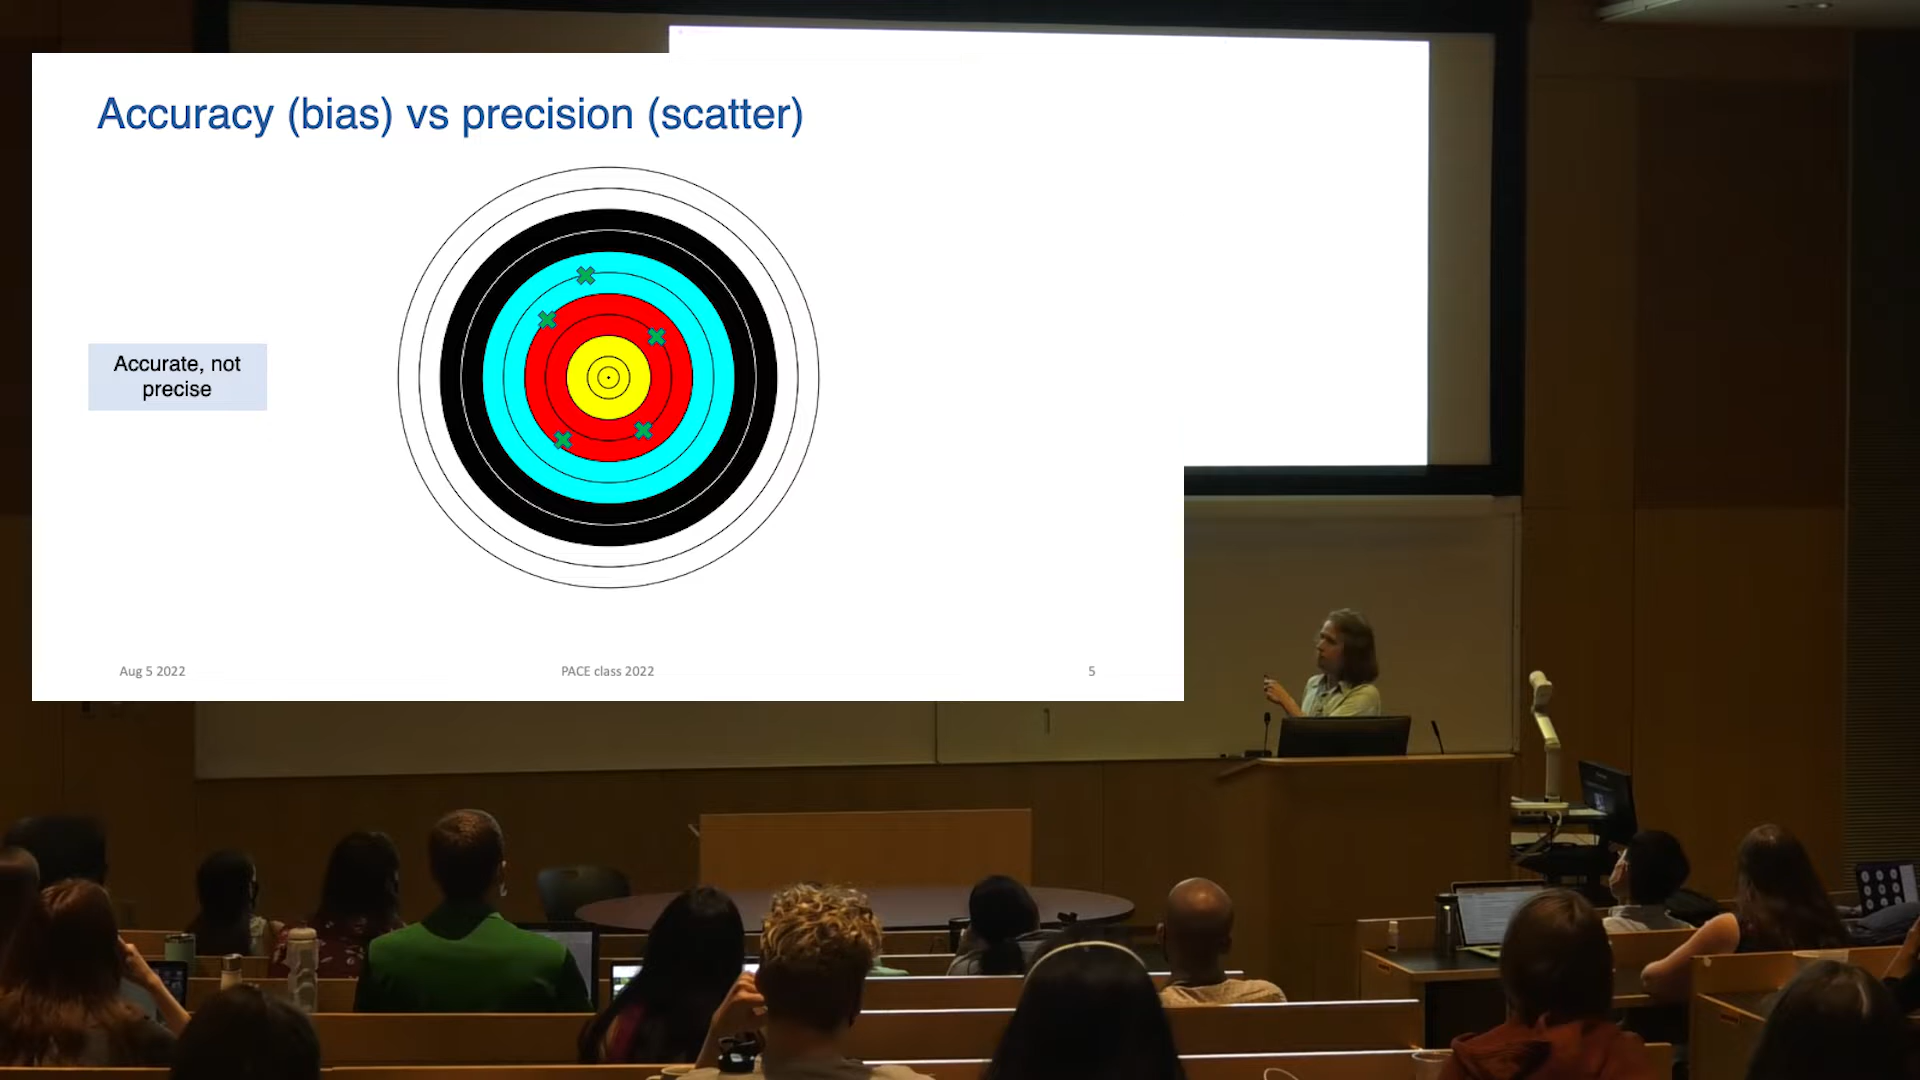 Accuracy (bias) vs precision (scatter)
Accurate, not
precise
Aug 5 2022
PACE class 2022
5